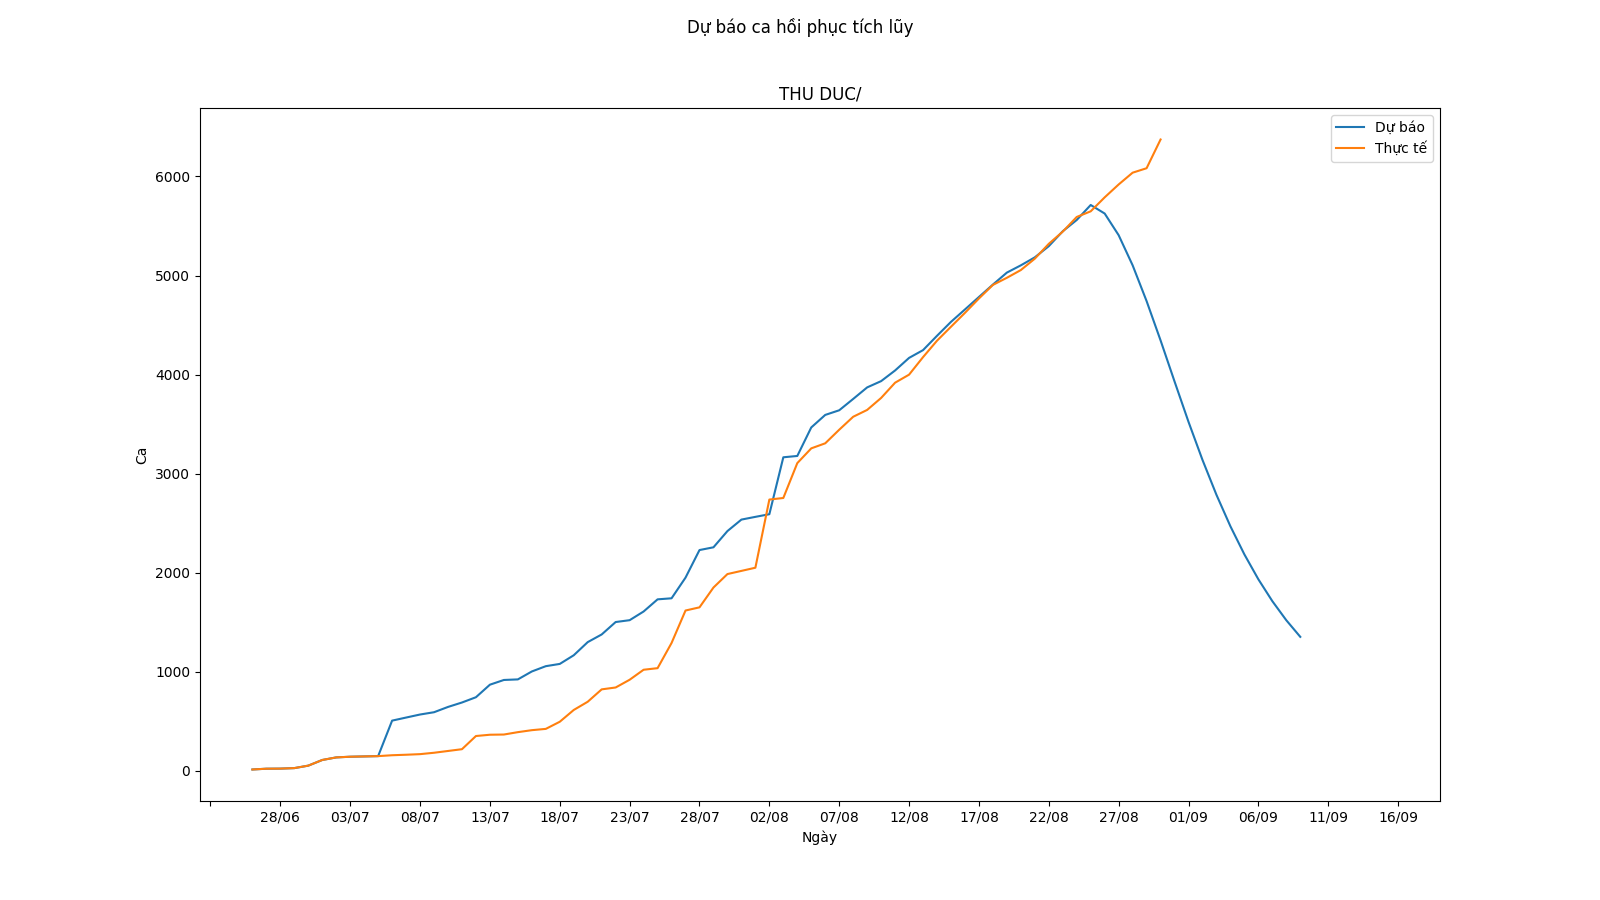 Dự báo ca hồi phục tích lũy
THU DUC/
Dự báo
Thực tế
6000
5000
4000
3000
2000
1000
0
Ca
28/06 03/07 08/07 13/07 18/07 23/07 28/07 02/08 07/08 12/08 17/08 22/08 27/08 01/09 06/09 11/09 16/09
Ngày